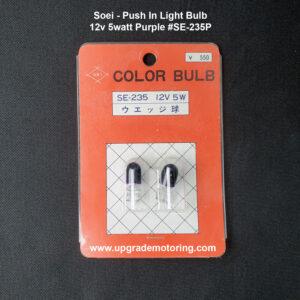 Soei - Push In Light Bulb
12v 5watt Purple #SE-235P
¥ 550
COLOR BULB
SE-235 12V 5W
ウエッジ球
www.upgrademotoring.com